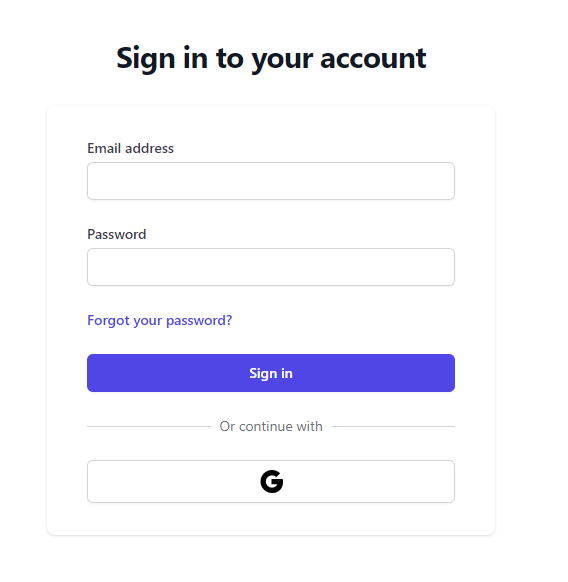 Sign in to your account
Email address
Password
Forgot your password?
Sign in
Or continue with
G